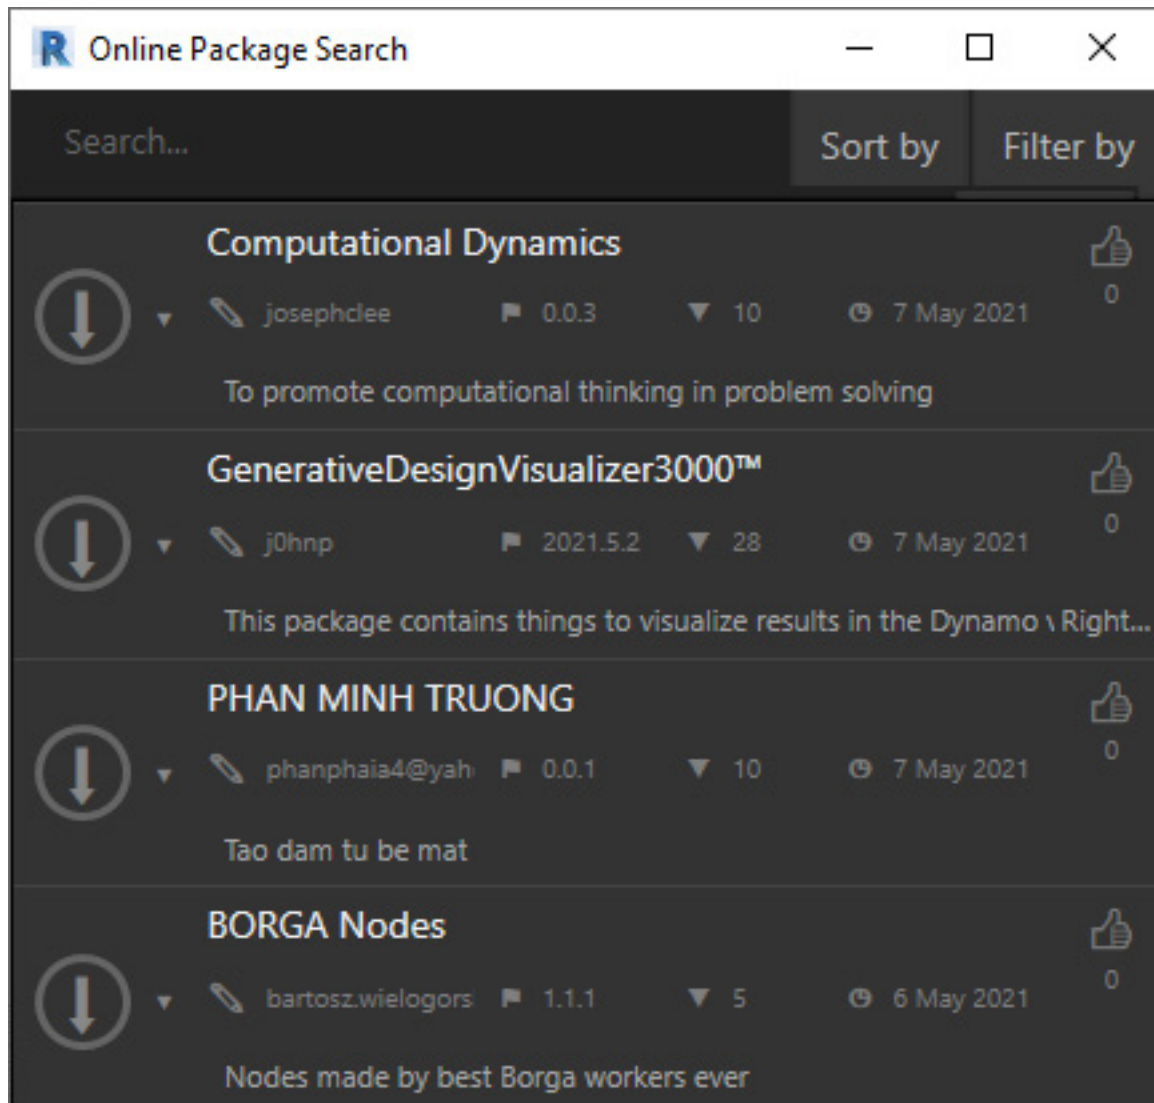 Online Package Search
Search...
Sort by
Filter by
Computational Dynamics
josephclee 0.0.3 10 7 May 2021 0
To promote computational thinking in problem solving
GenerativeDesignVisualizer3000™
j0hnp 2021.5.2 28 7 May 2021 0
This package contains things to visualize results in the Dynamo Right...
PHAN MINH TRUONG
phanphaia4@yah 0.0.1 10 7 May 2021 0
Tao dam tu be mat
BORGA Nodes
bartosz.wielogors 1.1.1 5 6 May 2021 0
Nodes made by best Borga workers ever